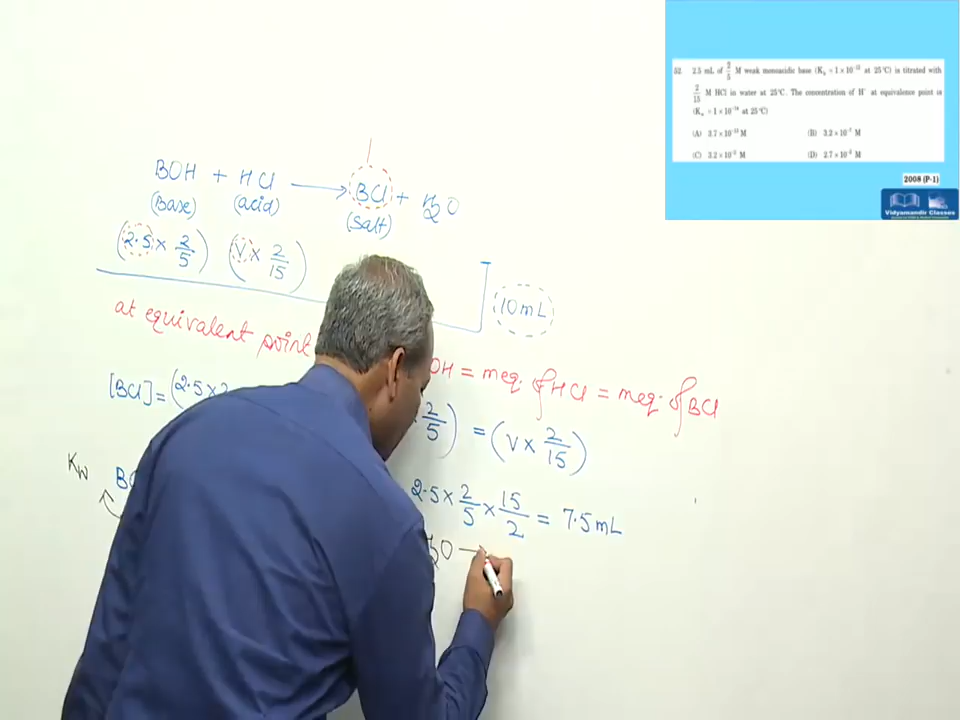 52. 2.5 mL of 2/5 M weak monoacidic base (K_b = 1 × 10^-12 at 25°C) is titrated with
2/15 M HCl in water at 25°C. The concentration of H^+ at equivalence point is
(K_w = 1 × 10^-14 at 25°C)
(A) 3.7 × 10^-13 M (B) 3.2 × 10^-7 M
(C) 3.2 × 10^-2 M (D) 2.7 × 10^-2 M
2008 (P-1)
Vidyamandir Classes
BOH + HCl → BCl + H2O
(Base) (acid) (Salt)
(2.5 × 2/5) (V × 2/15)
10 mL
at equivalent point
OH = meq. of HCl = meq. of BCl
[BCl] = (2.5 × 2
2/5) = (V × 2/15)
2.5 × 2/5 × 15/2 = 7.5 mL
Kw